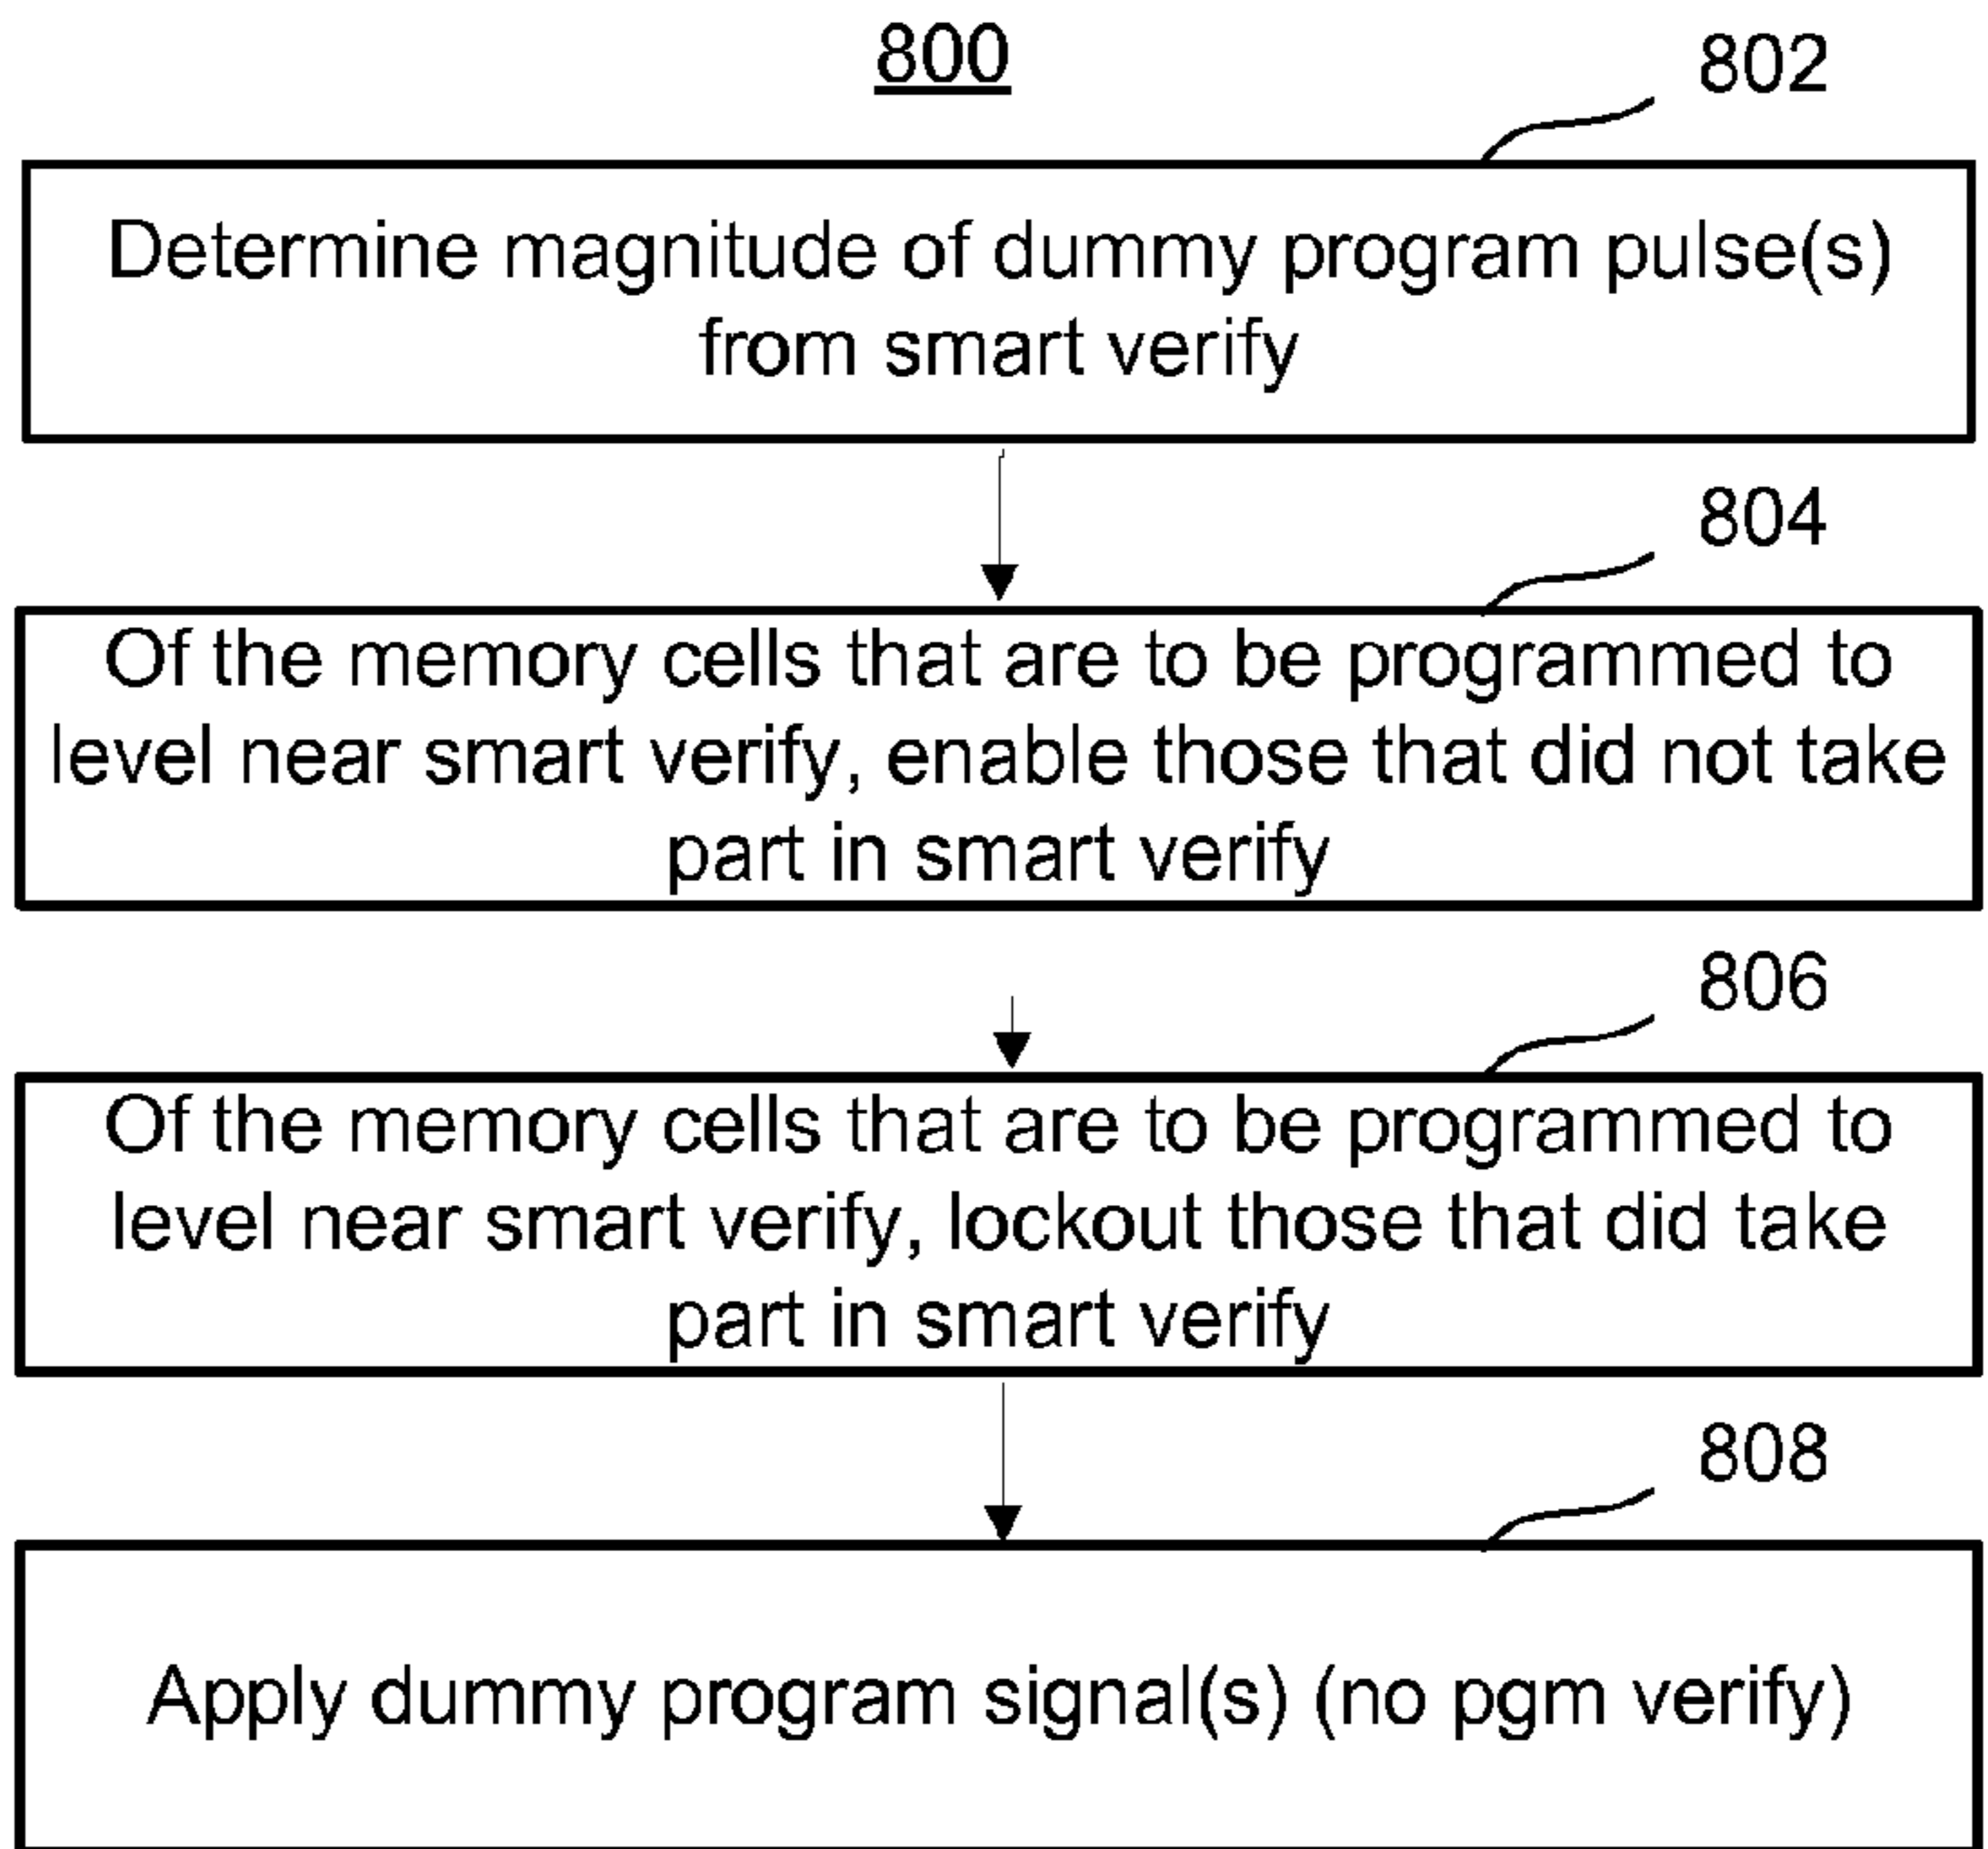 800
802
Determine magnitude of dummy program pulse(s)
from smart verify
804
Of the memory cells that are to be programmed to
level near smart verify, enable those that did not take
part in smart verify
806
Of the memory cells that are to be programmed to
level near smart verify, lockout those that did take
part in smart verify
808
Apply dummy program signal(s) (no pgm verify)